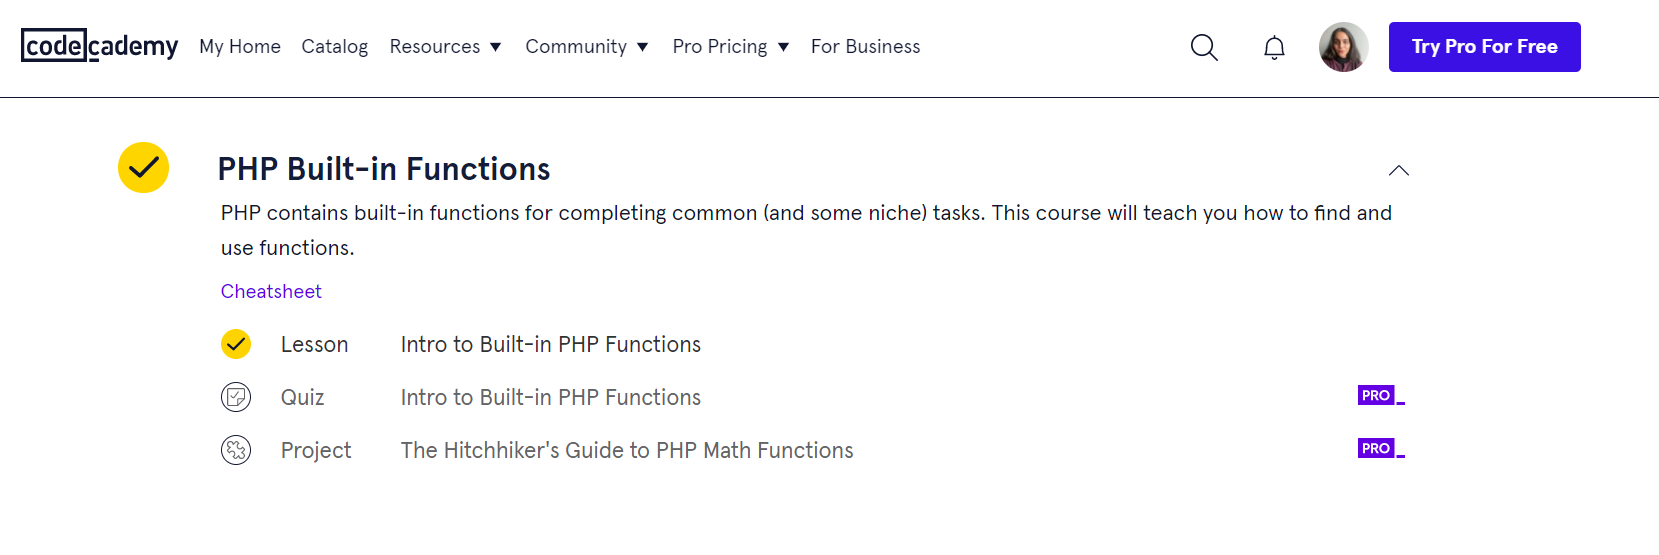 codecademy My Home Catalog Resources Community Pro Pricing For Business Try Pro For Free
PHP Built-in Functions
PHP contains built-in functions for completing common (and some niche) tasks. This course will teach you how to find and
use functions.
Cheatsheet
Lesson Intro to Built-in PHP Functions
Quiz Intro to Built-in PHP Functions PRO
Project The Hitchhiker's Guide to PHP Math Functions PRO